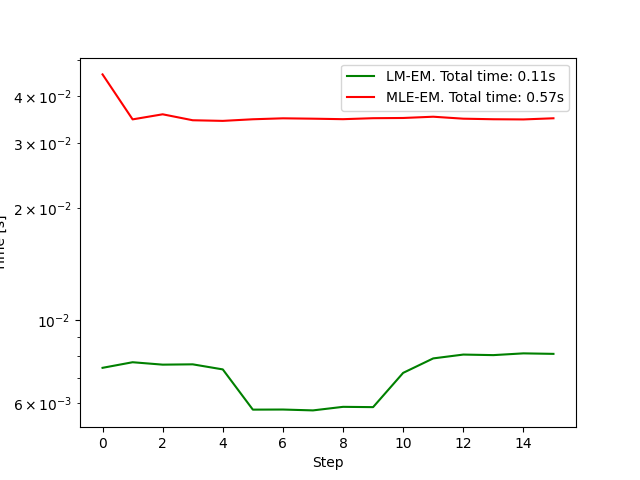 LM-EM. Total time: 0.11s
MLE-EM. Total time: 0.57s
4 × 10⁻²
3 × 10⁻²
2 × 10⁻²
10⁻²
6 × 10⁻³
[s]
0 2 4 6 8 10 12 14
Step